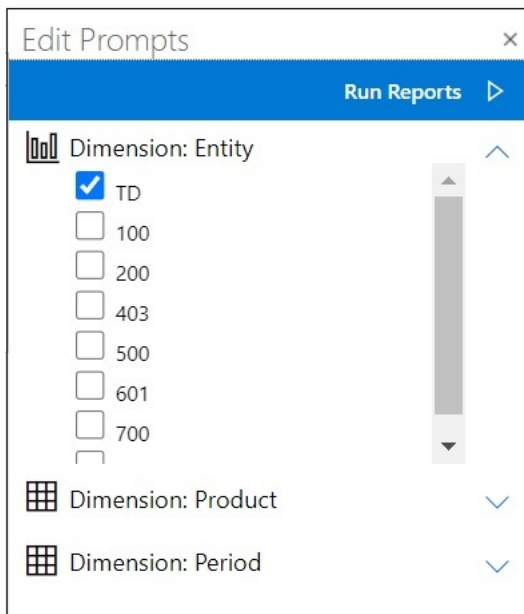 Edit Prompts
Run Reports
Dimension: Entity
TD
100
200
403
500
601
700
Dimension: Product
Dimension: Period